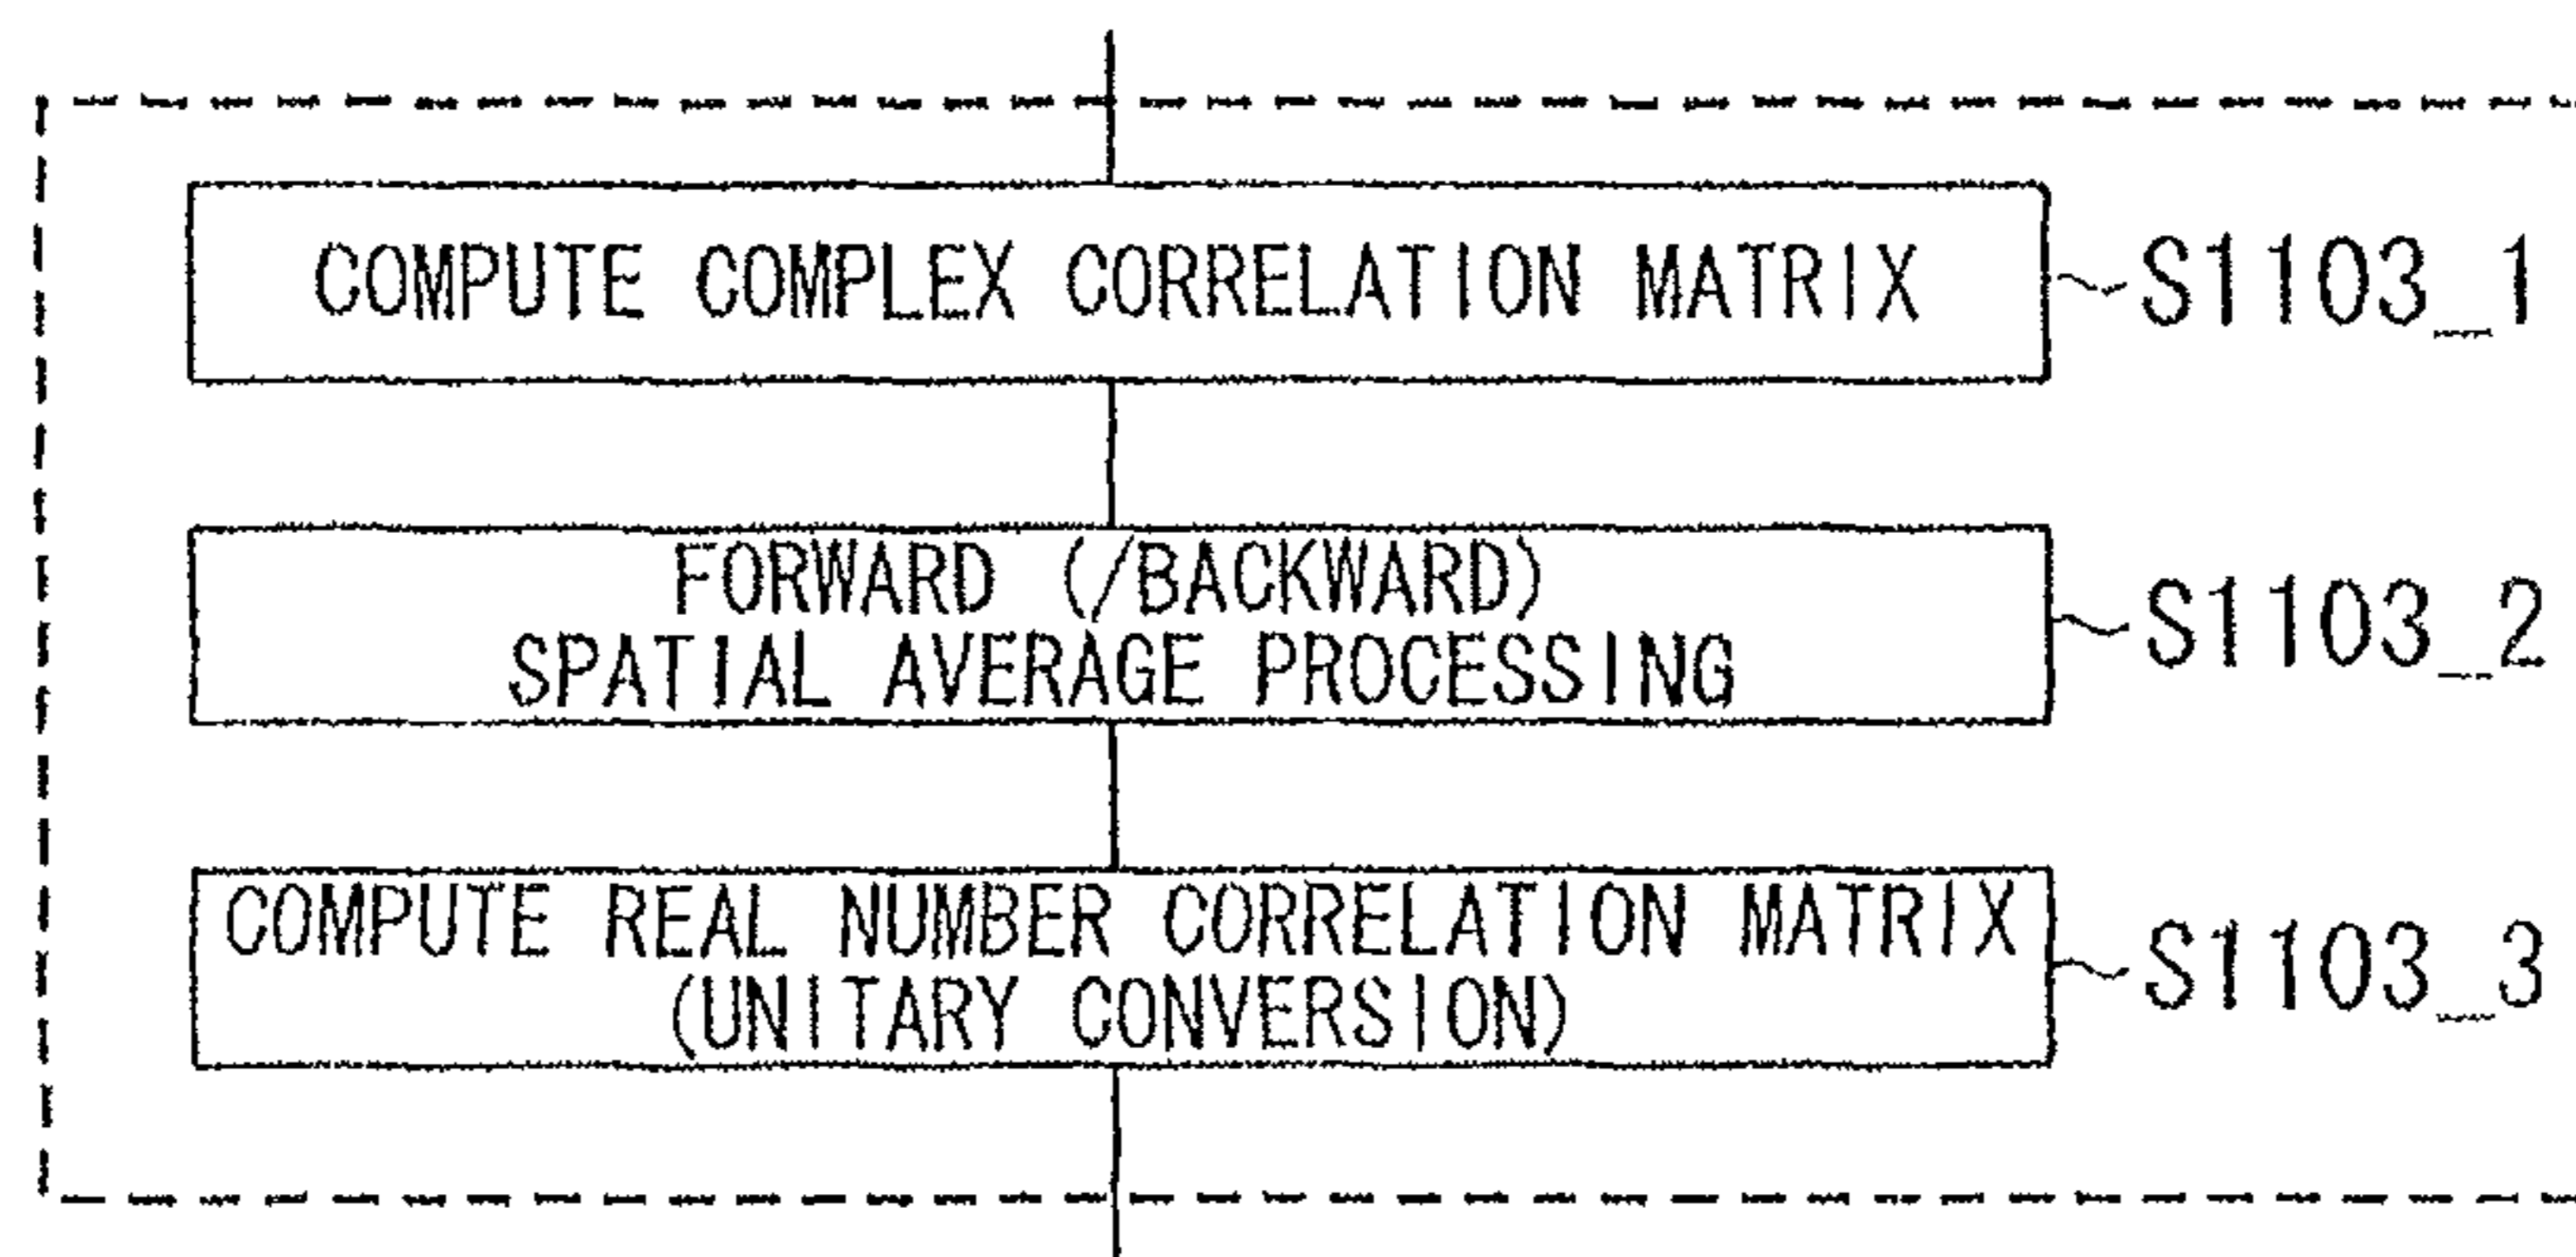 COMPUTE COMPLEX CORRELATION MATRIX S1103_1
FORWARD (/BACKWARD)
SPATIAL AVERAGE PROCESSING
S1103_2
COMPUTE REAL NUMBER CORRELATION MATRIX
(UNITARY CONVERSION)
S1103_3